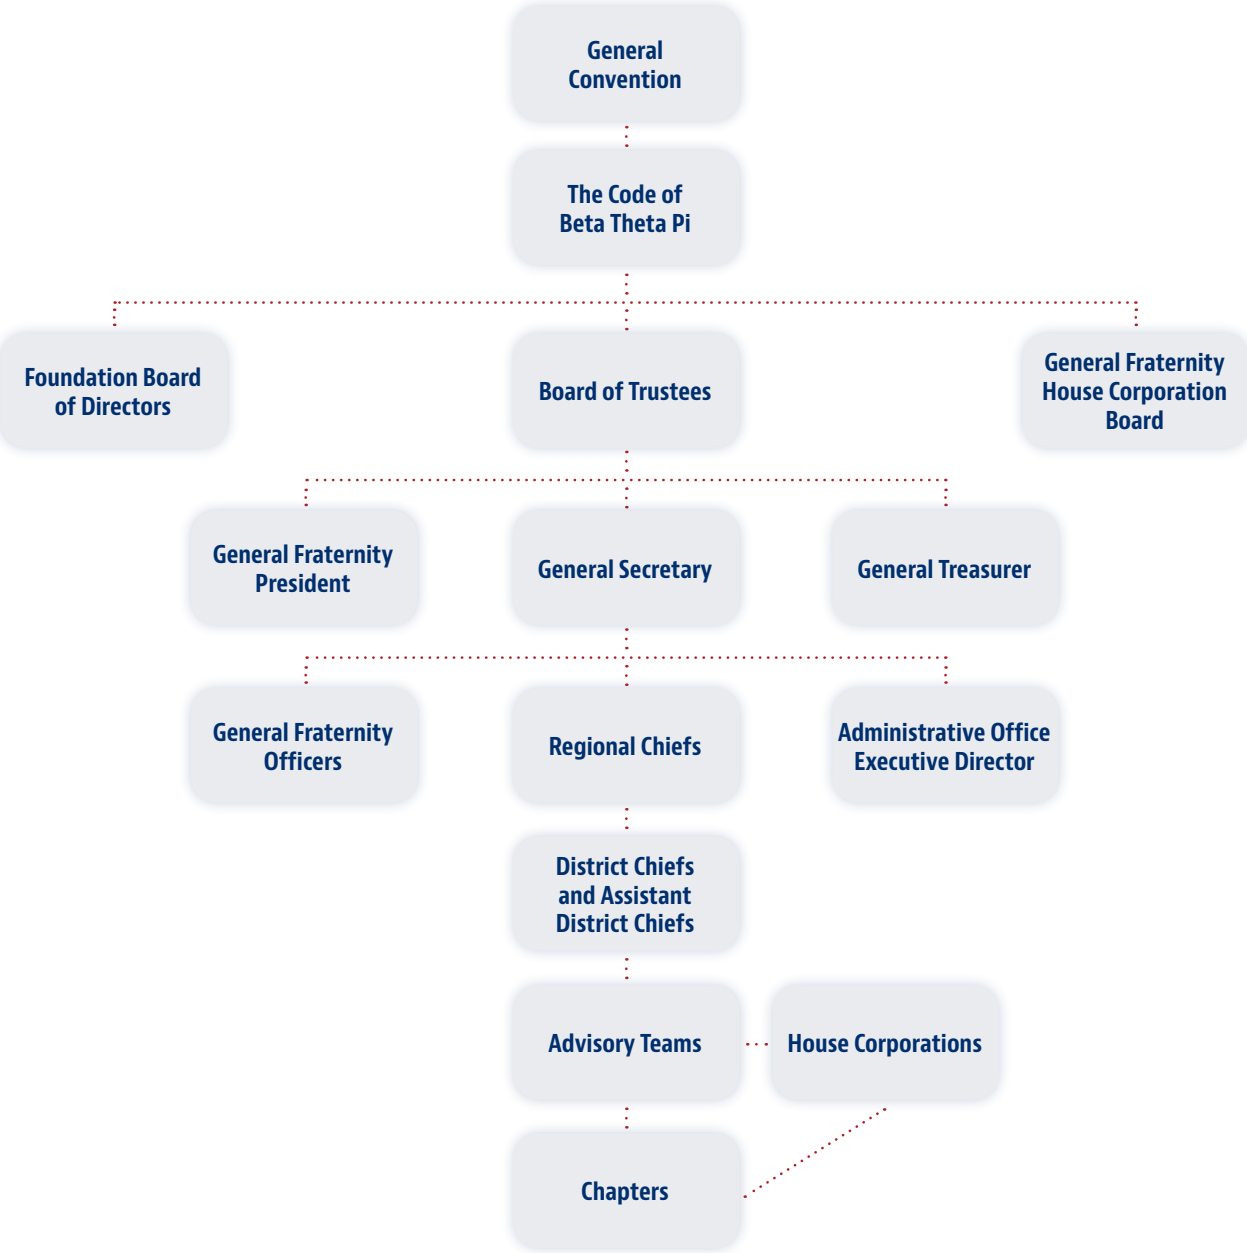 General
Convention
The Code of
Beta Theta Pi
Foundation Board
of Directors
Board of Trustees
General Fraternity
House Corporation
Board
General Fraternity
President
General Secretary
General Treasurer
General Fraternity
Officers
Regional Chiefs
Administrative Office
Executive Director
District Chiefs
and Assistant
District Chiefs
Advisory Teams
House Corporations
Chapters